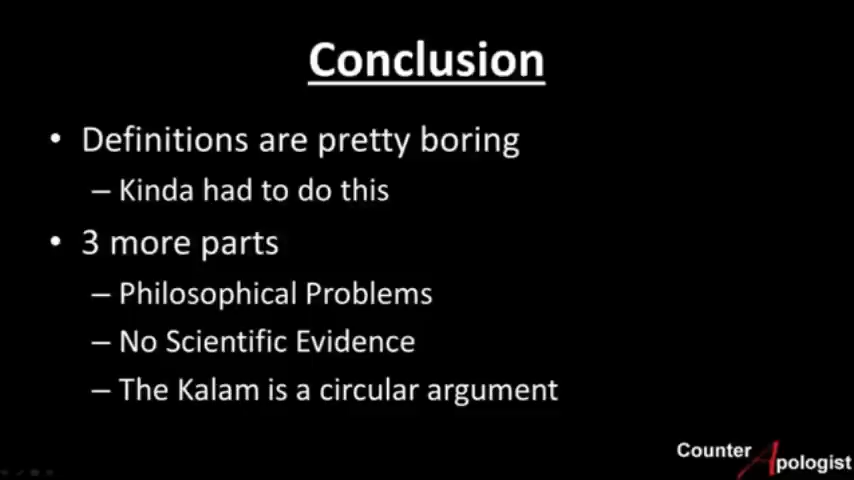 Conclusion
• Definitions are pretty boring
– Kinda had to do this
• 3 more parts
– Philosophical Problems
– No Scientific Evidence
– The Kalam is a circular argument
Counter Apologist